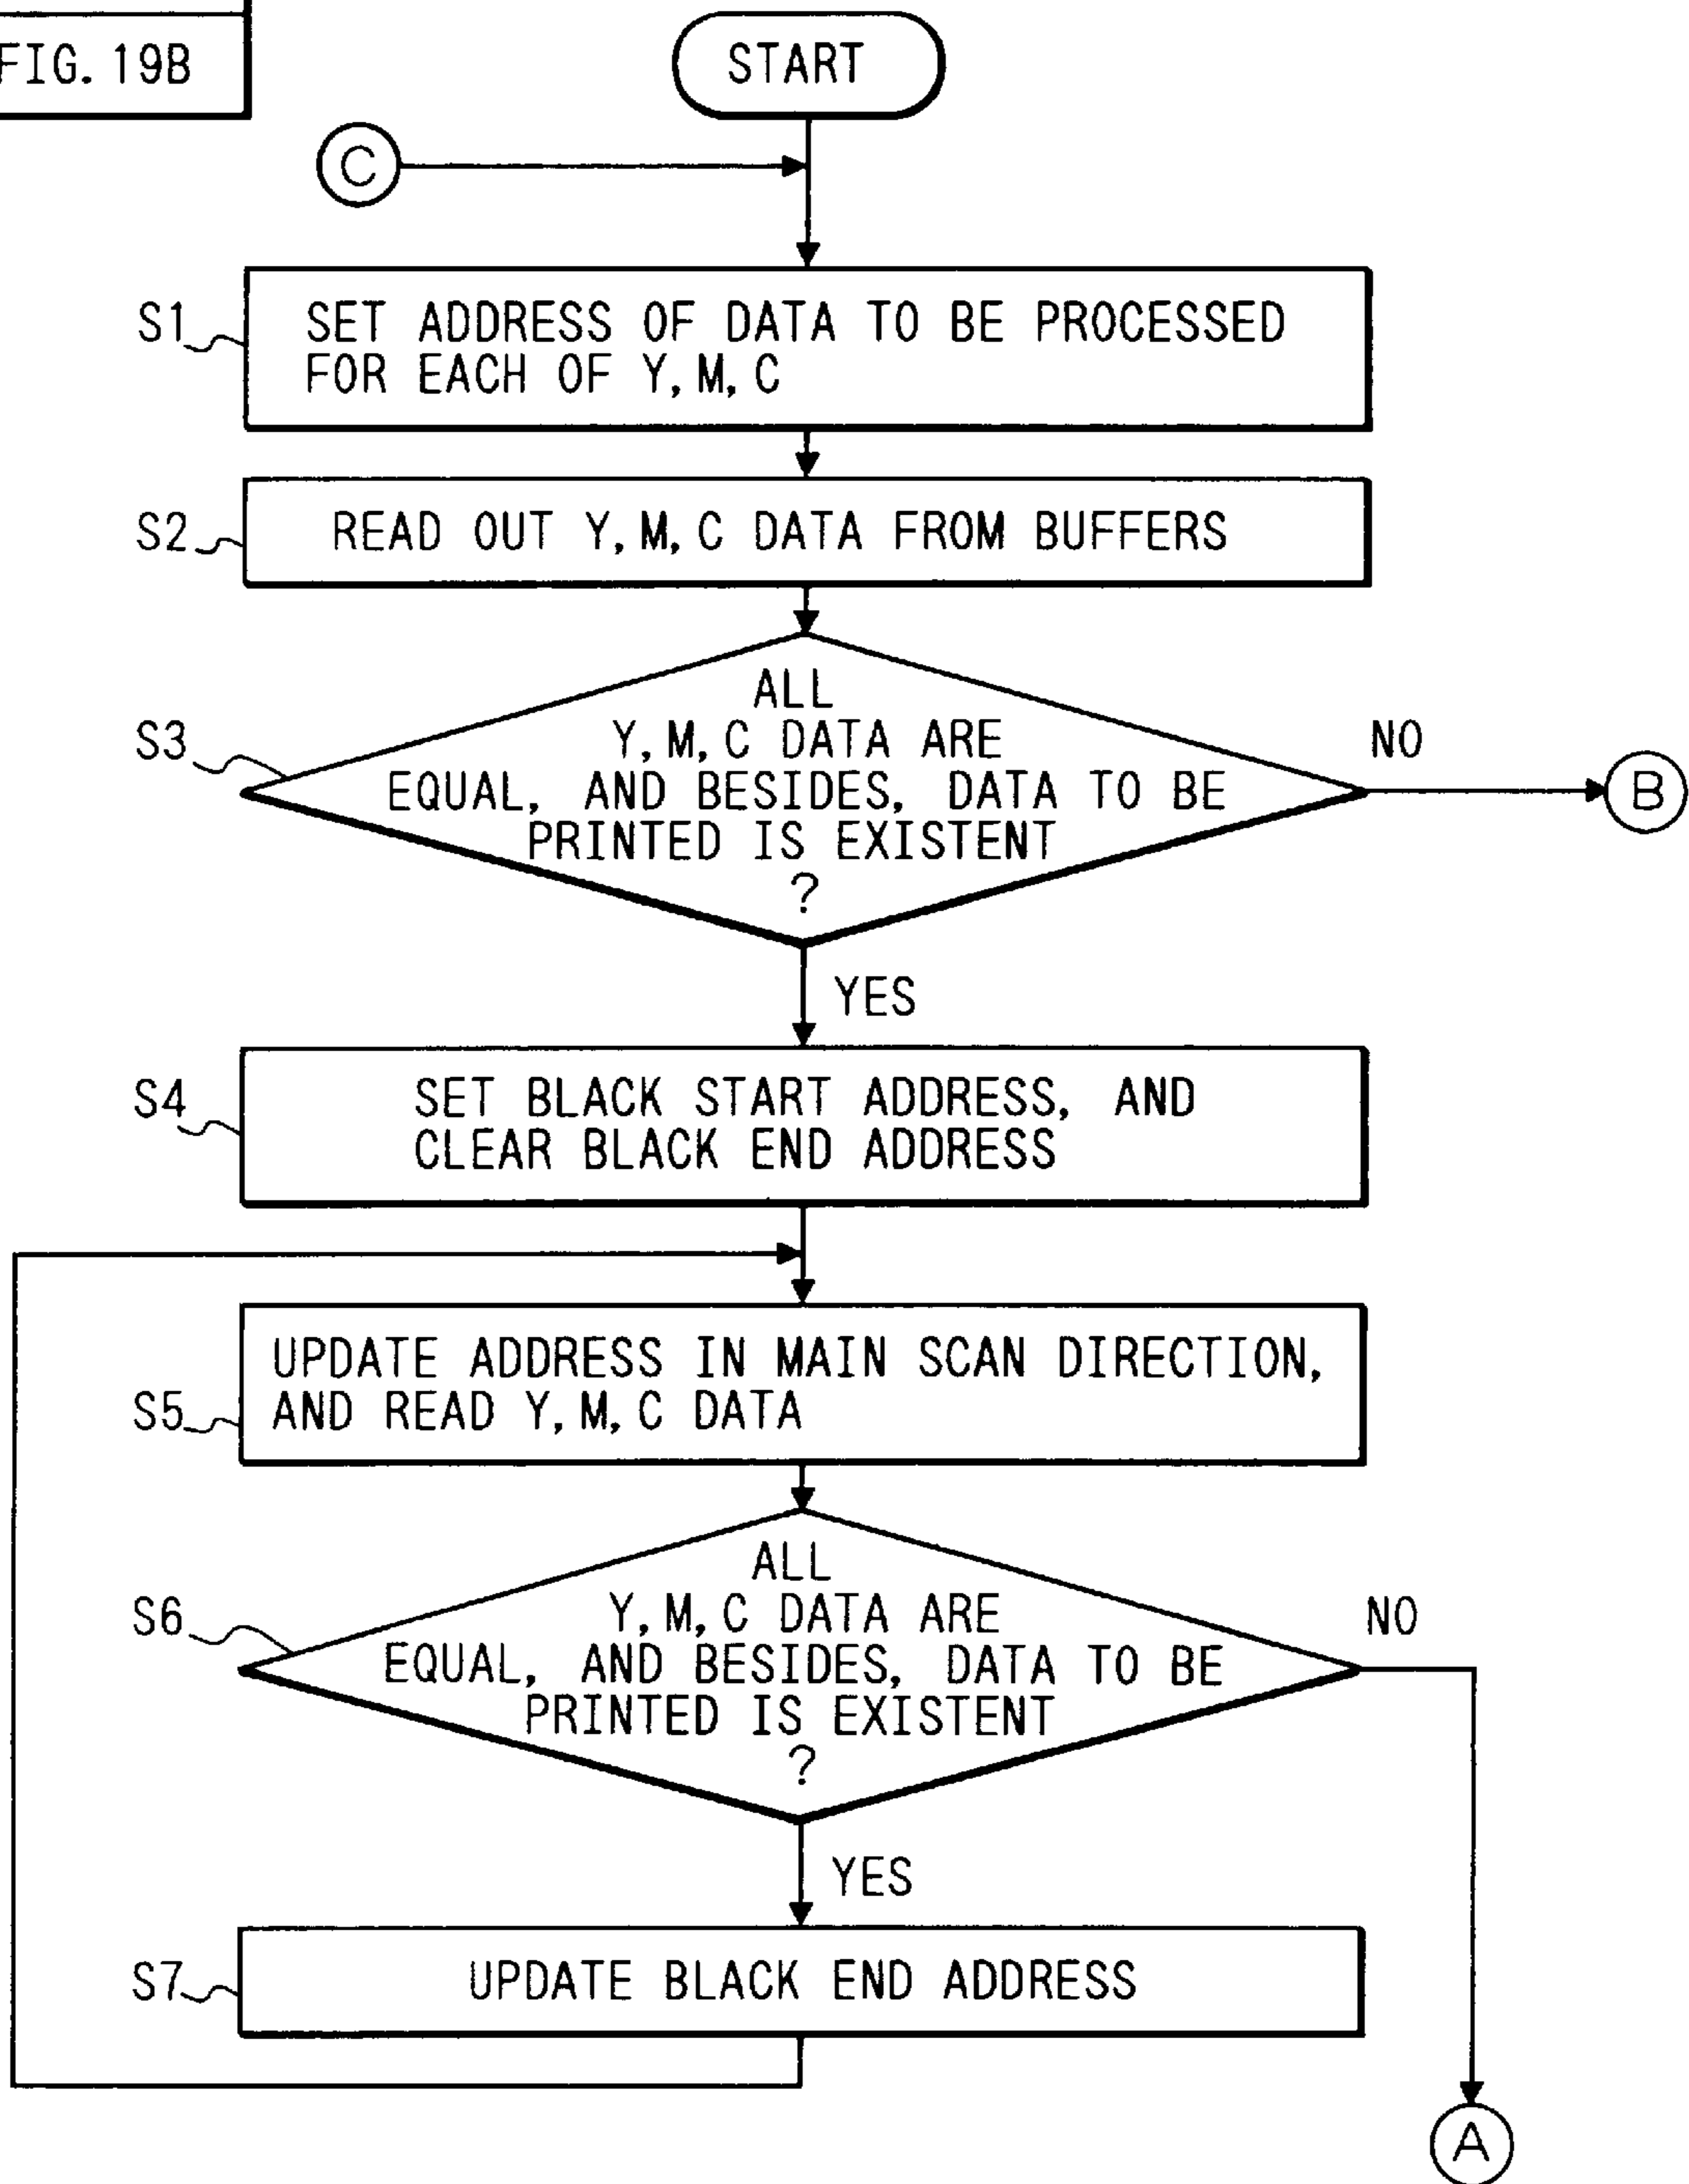 FIG. 19B
START
C
S1
SET ADDRESS OF DATA TO BE PROCESSED
FOR EACH OF Y, M, C
S2
READ OUT Y, M, C DATA FROM BUFFERS
S3
ALL
Y, M, C DATA ARE
EQUAL, AND BESIDES, DATA TO BE
PRINTED IS EXISTENT
?
NO
B
YES
S4
SET BLACK START ADDRESS, AND
CLEAR BLACK END ADDRESS
S5
UPDATE ADDRESS IN MAIN SCAN DIRECTION,
AND READ Y, M, C DATA
S6
ALL
Y, M, C DATA ARE
EQUAL, AND BESIDES, DATA TO BE
PRINTED IS EXISTENT
?
NO
YES
S7
UPDATE BLACK END ADDRESS
A